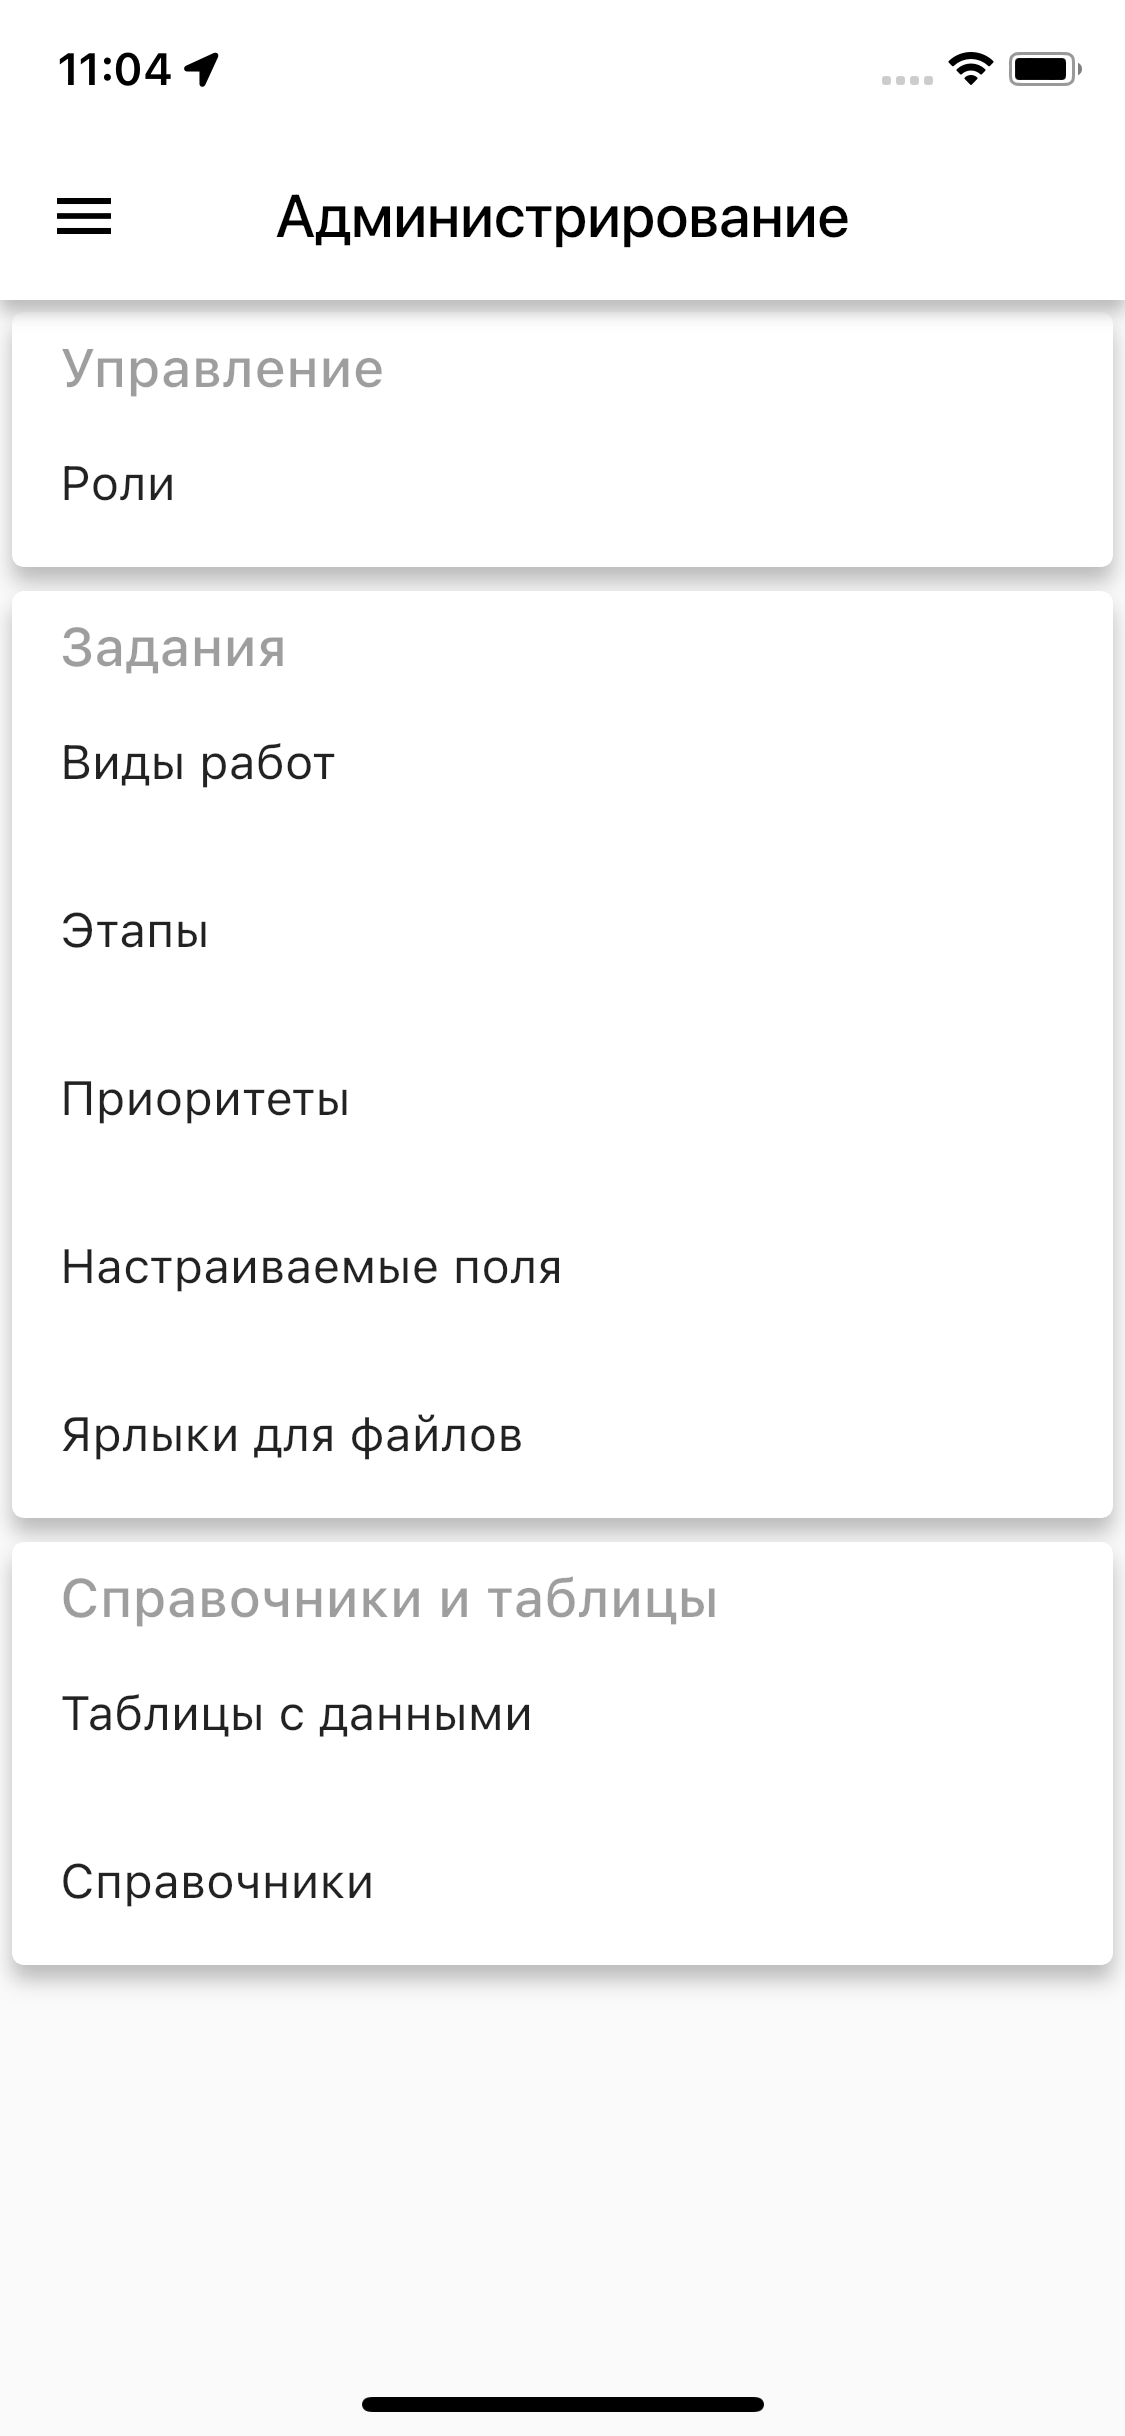 11:04
Администрирование
Управление
Роли
Задания
Виды работ
Этапы
Приоритеты
Настраиваемые поля
Ярлыки для файлов
Справочники и таблицы
Таблицы с данными
Справочники